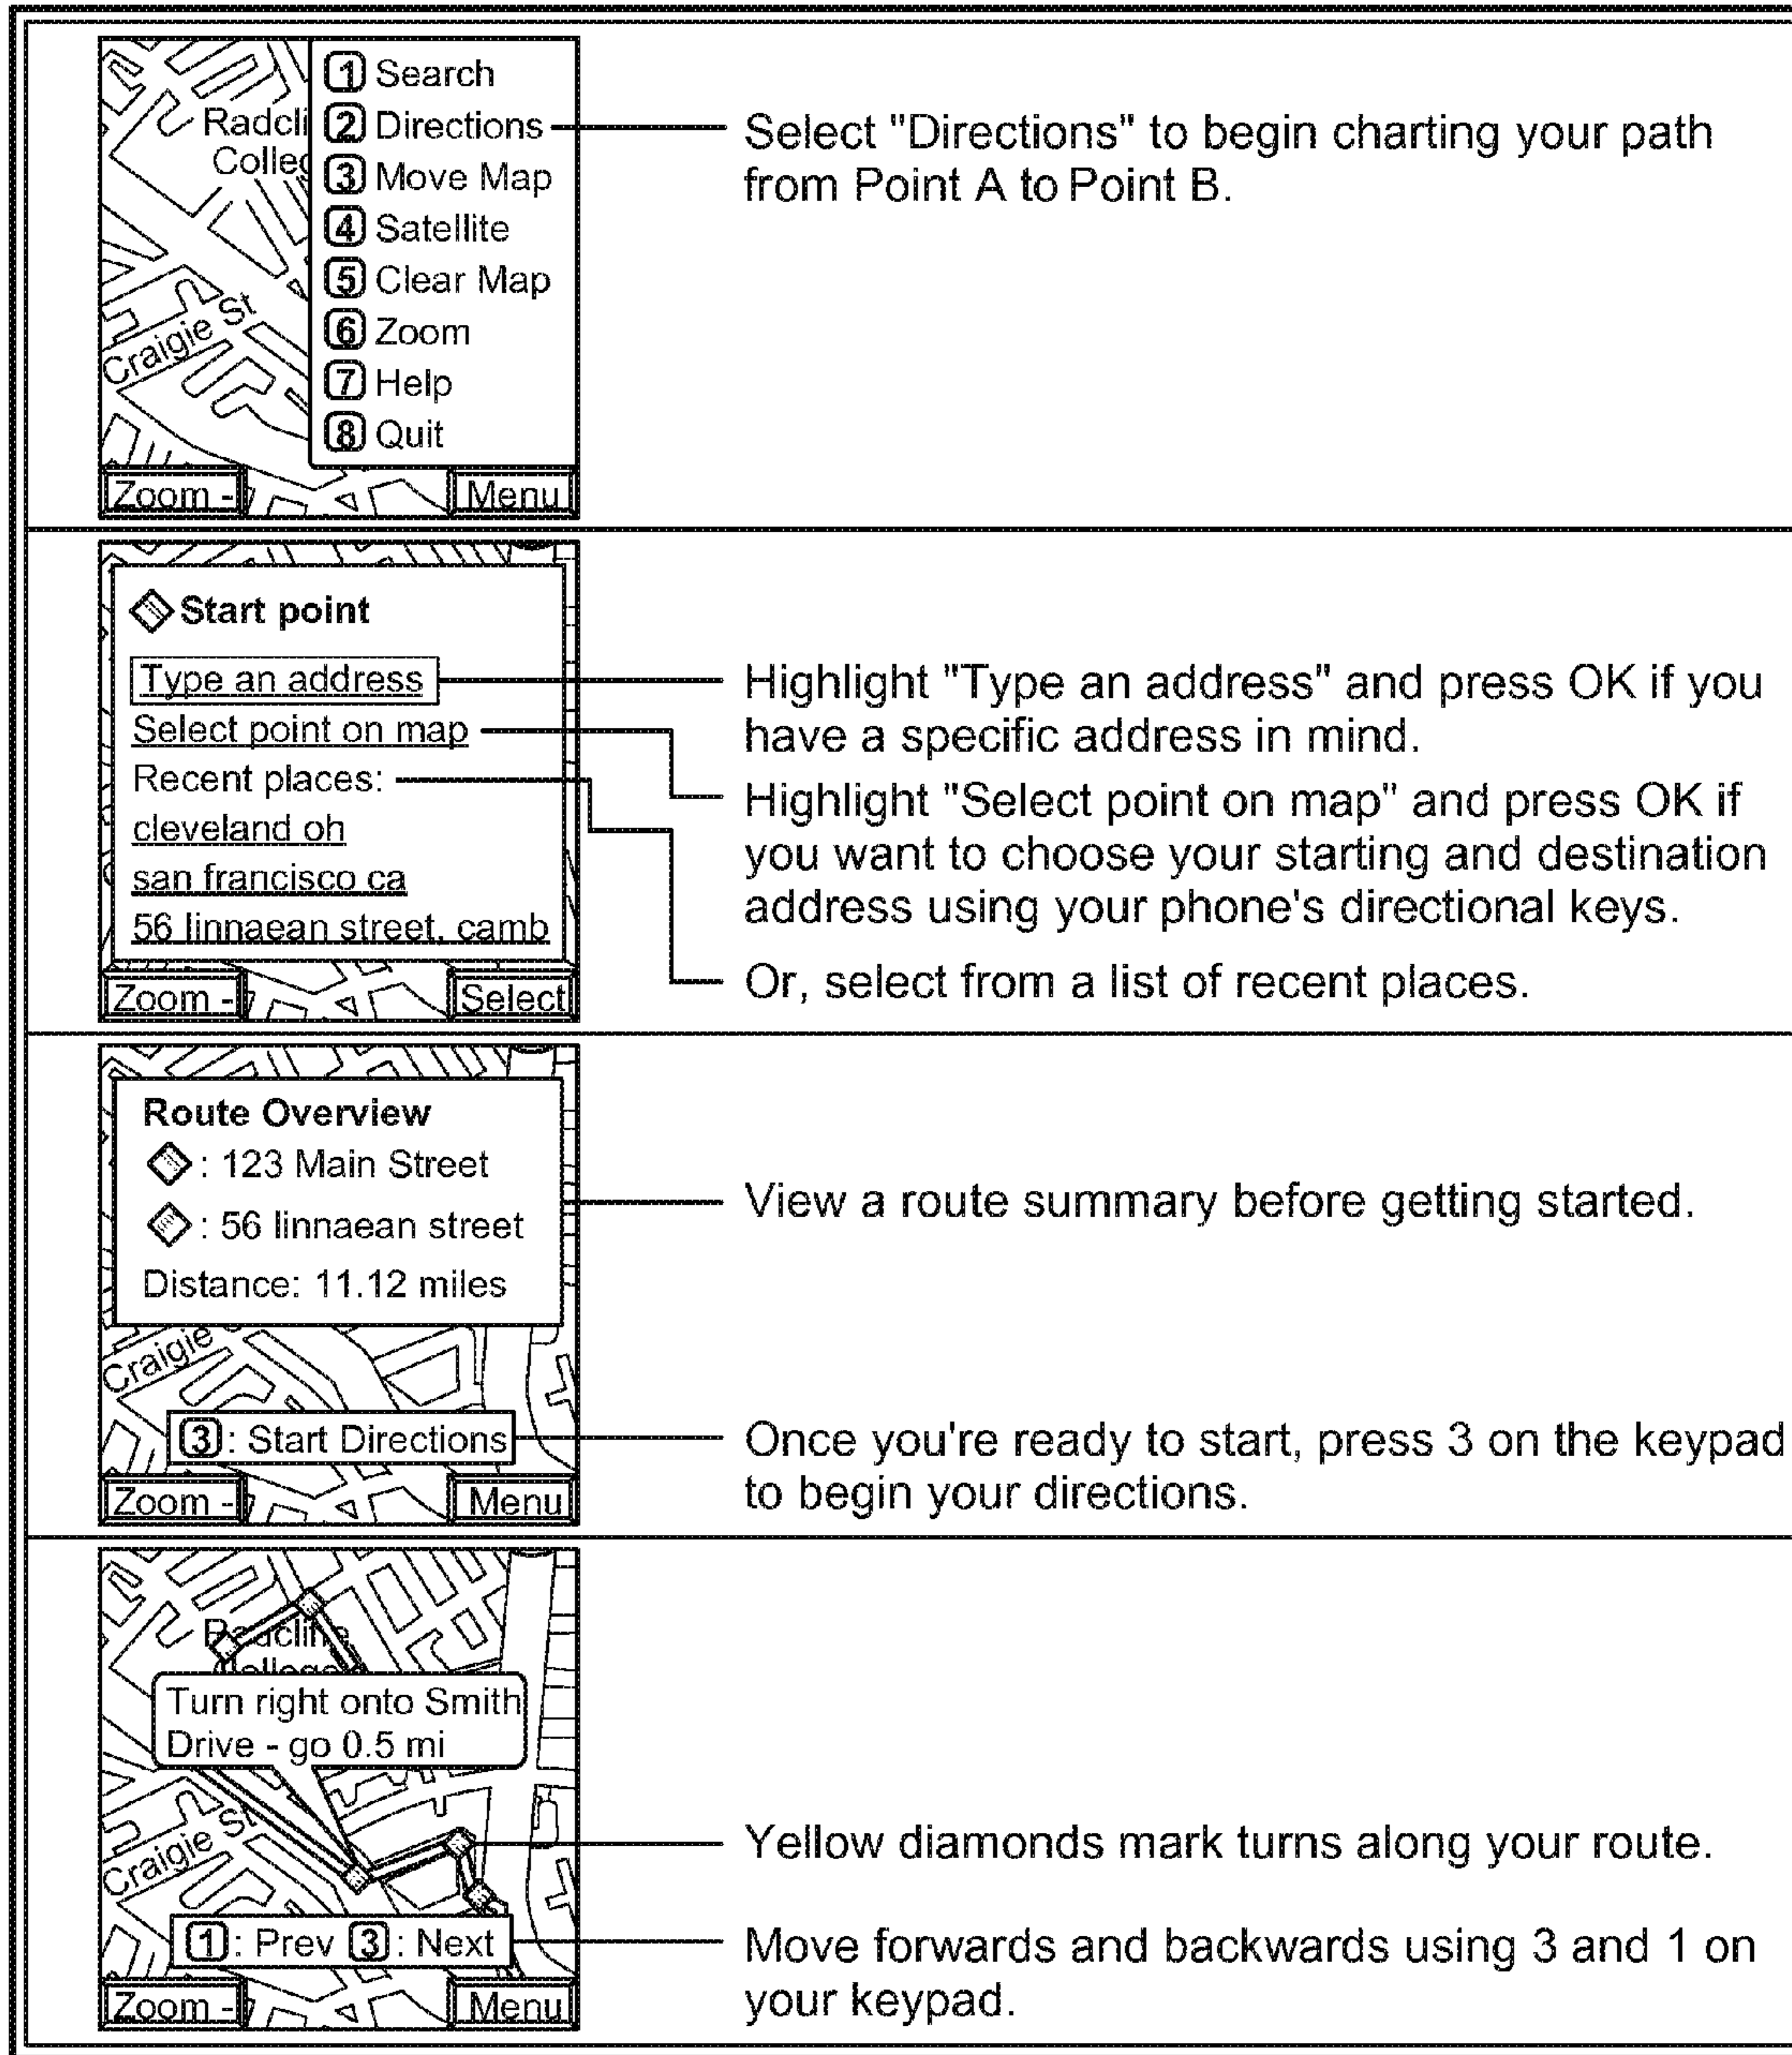 1 Search
Radcli
2 Directions
Colle
3 Move Map
4 Satellite
5 Clear Map
6 Zoom
Craigie St
7 Help
8 Quit
Zoom -
Menu
Select "Directions" to begin charting your path
from Point A to Point B.
Start point
Type an address
Select point on map
Recent places:
cleveland oh
san francisco ca
56 linnaean street, camb
Zoom -
Select
Highlight "Type an address" and press OK if you
have a specific address in mind.
Highlight "Select point on map" and press OK if
you want to choose your starting and destination
address using your phone's directional keys.
Or, select from a list of recent places.
Route Overview
: 123 Main Street
: 56 linnaean street
Distance: 11.12 miles
Craigie
3: Start Directions
Zoom -
Menu
View a route summary before getting started.
Once you're ready to start, press 3 on the keypad
to begin your directions.
Radcliffe
College
Turn right onto Smith
Drive - go 0.5 mi
Craigie St
1: Prev 3: Next
Zoom -
Menu
Yellow diamonds mark turns along your route.
Move forwards and backwards using 3 and 1 on
your keypad.